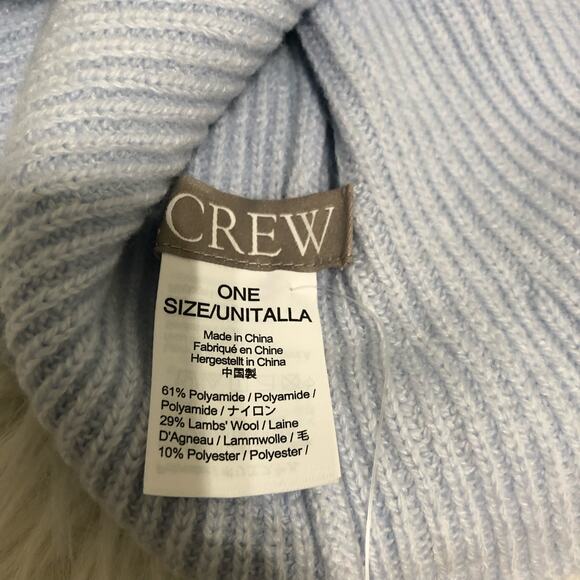 CREW
ONE
SIZE/UNITALLA
Made in China
Fabriqué en Chine
Hergestellt in China
中国製
61% Polyamide / Polyamide /
Polyamide / ナイロン
29% Lambs' Wool / Laine
D'Agneau / Lammwolle / 毛
10% Polyester / Polyester /